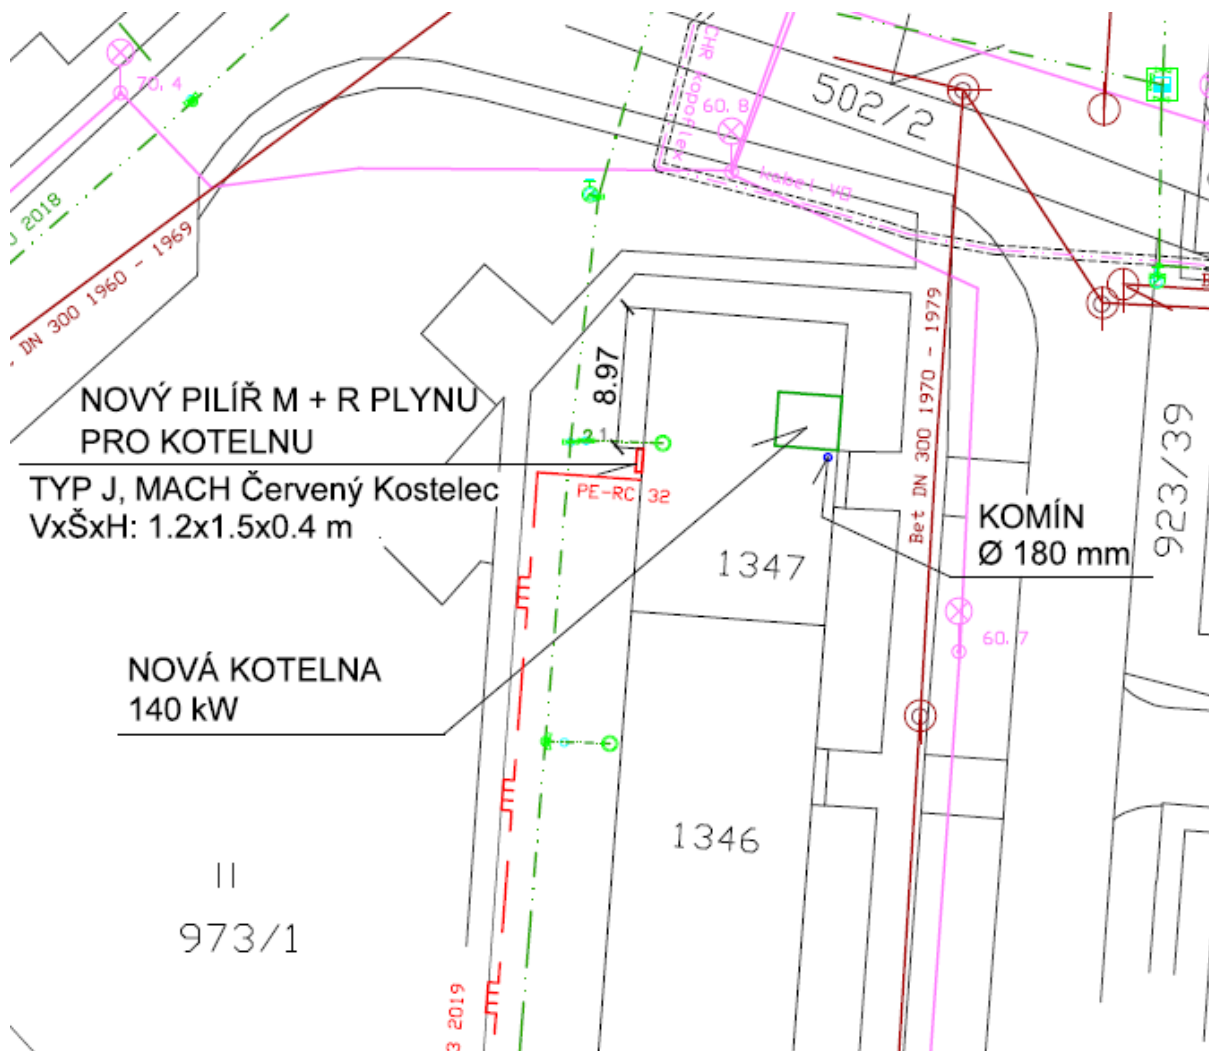 CHR kopoflex
502/2
70,4
60,8
kabel VO
2018
DN 300 1960 - 1969
8.97
Bet DN 300 1970 - 1979
NOVÝ PILÍŘ M + R PLYNU
PRO KOTELNU
TYP J, MACH Červený Kostelec
VxŠxH: 1.2x1.5x0.4 m
2 1
PE-RC 32
923/39
KOMÍN
Ø 180 mm
1347
60,7
NOVÁ KOTELNA
140 kW
1346
II
973/1
2019